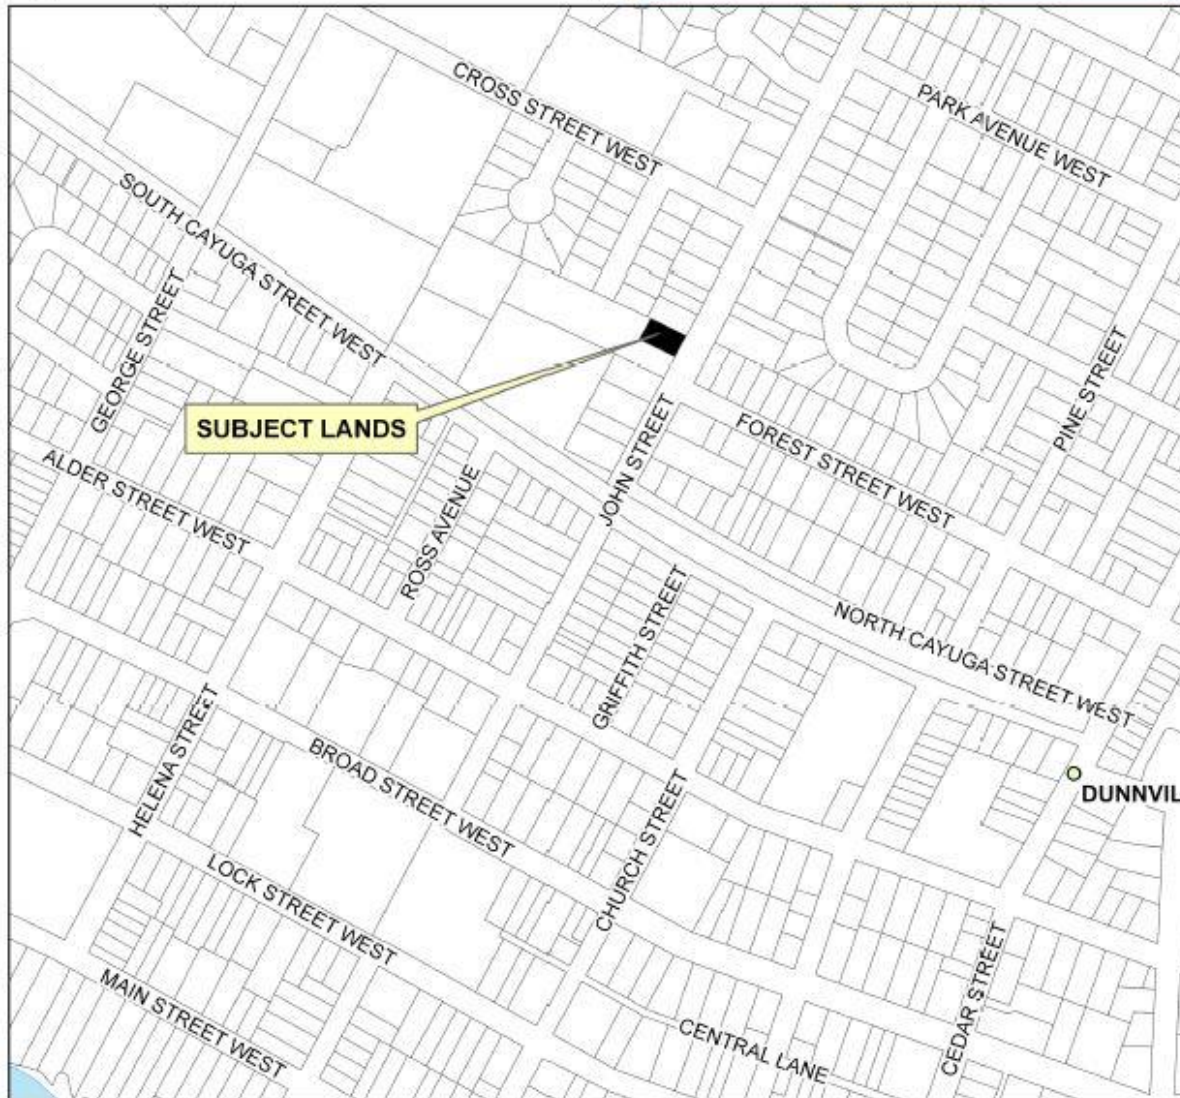 CROSS STREET WEST
PARK AVENUE WEST
SOUTH CAYUGA STREET WEST
GEORGE STREET
PINE STREET
SUBJECT LANDS
JOHN STREET
FOREST STREET WEST
ALDER STREET WEST
ROSS AVENUE
GRIFFITH STREET
NORTH CAYUGA STREET WEST
HELENA STREET
BROAD STREET WEST
DUNNVIL
CHURCH STREET
LOCK STREET WEST
CEDAR STREET
MAIN STREET WEST
CENTRAL LANE